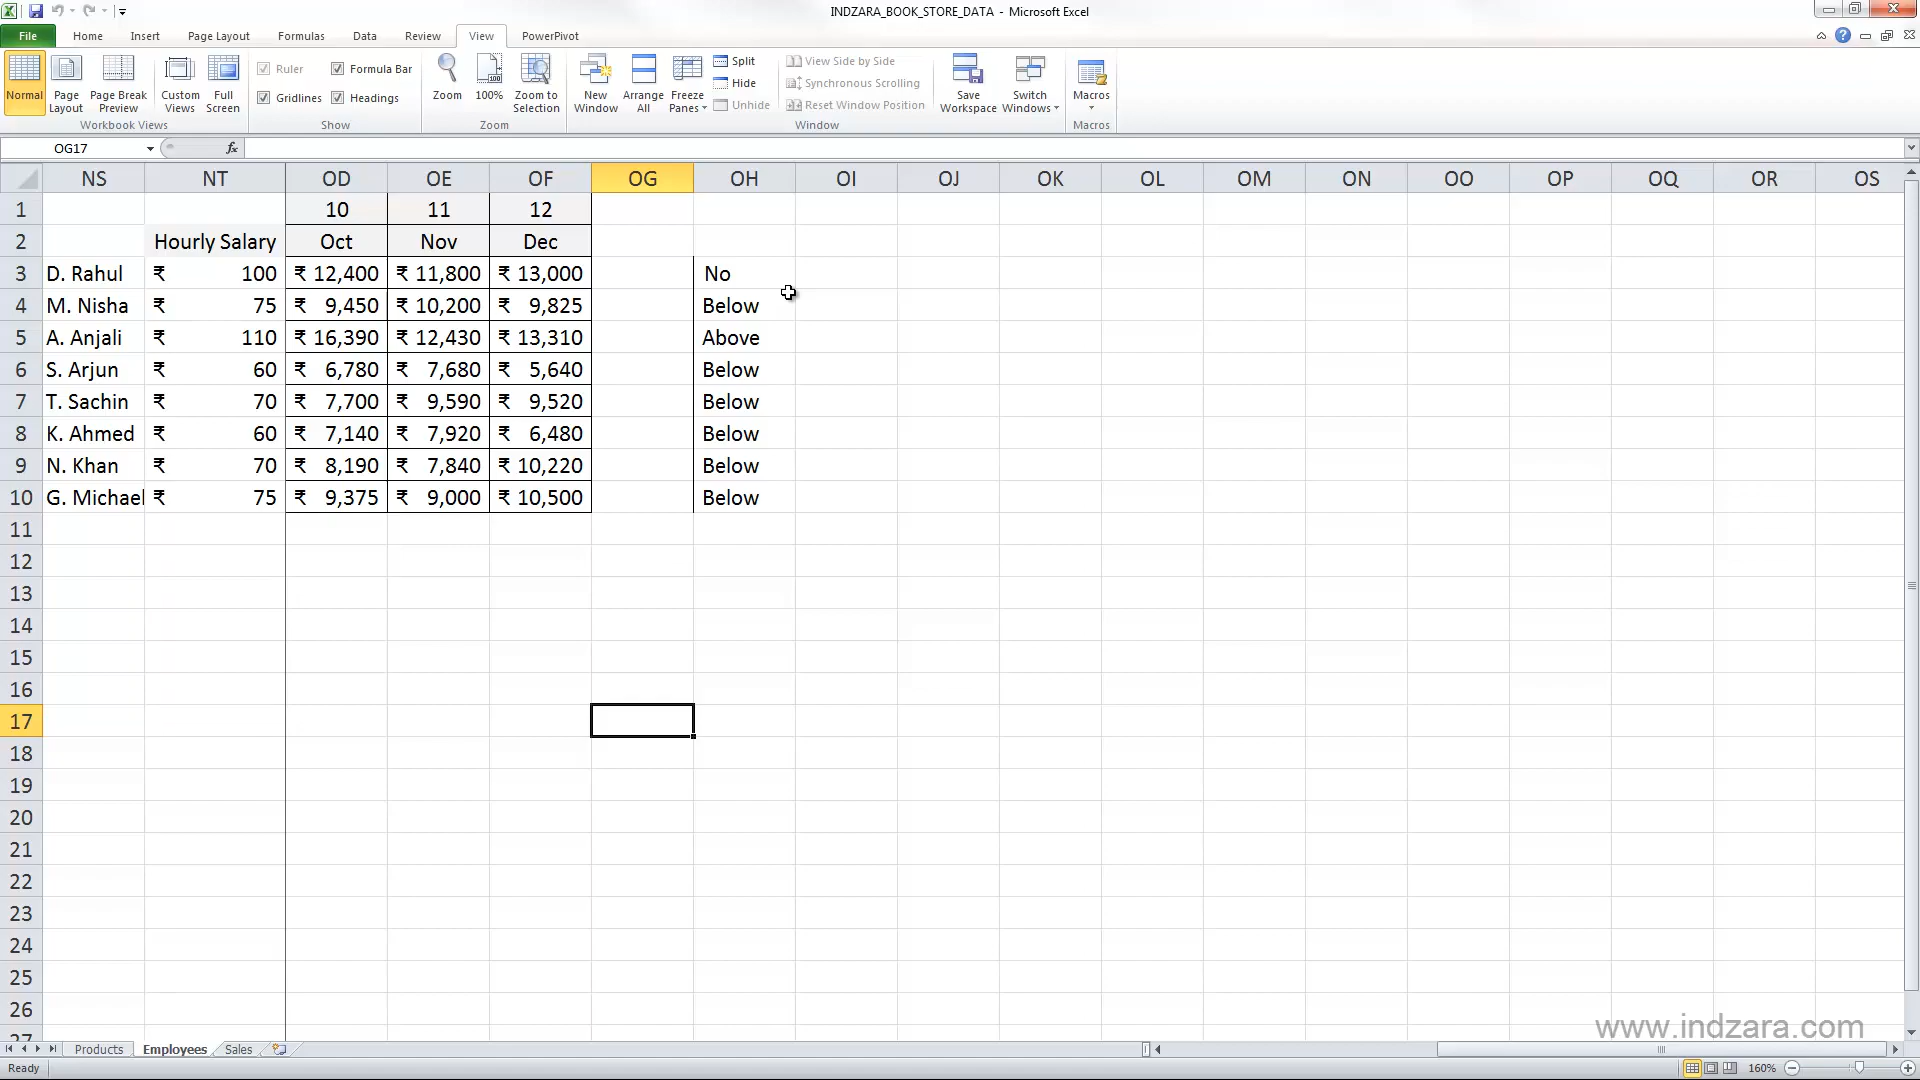 INDZARA_BOOK_STORE_DATA - Microsoft Excel
File Home Insert Page Layout Formulas Data Review View PowerPivot
Normal Page Layout Page Break Preview Custom Views Full Screen
Workbook Views
Ruler Formula Bar
Gridlines Headings
Show
Zoom 100% Zoom to Selection
Zoom
New Window Arrange All Freeze Panes
Split
Hide
Unhide
View Side by Side
Synchronous Scrolling
Reset Window Position
Save Workspace Switch Windows
Window
Macros
Macros
OG17 fx
NS NT OD OE OF OG OH OI OJ OK OL OM ON OO OP OQ OR OS
1 10 11 12
2 Hourly Salary Oct Nov Dec
3 D. Rahul ₹ 100 ₹ 12,400 ₹ 11,800 ₹ 13,000 No
4 M. Nisha ₹ 75 ₹ 9,450 ₹ 10,200 ₹ 9,825 Below
5 A. Anjali ₹ 110 ₹ 16,390 ₹ 12,430 ₹ 13,310 Above
6 S. Arjun ₹ 60 ₹ 6,780 ₹ 7,680 ₹ 5,640 Below
7 T. Sachin ₹ 70 ₹ 7,700 ₹ 9,590 ₹ 9,520 Below
8 K. Ahmed ₹ 60 ₹ 7,140 ₹ 7,920 ₹ 6,480 Below
9 N. Khan ₹ 70 ₹ 8,190 ₹ 7,840 ₹ 10,220 Below
10 G. Michael ₹ 75 ₹ 9,375 ₹ 9,000 ₹ 10,500 Below
11
12
13
14
15
16
17
18
19
20
21
22
23
24
25
26
27
www.indzara.com
Products Employees Sales
Ready 160%